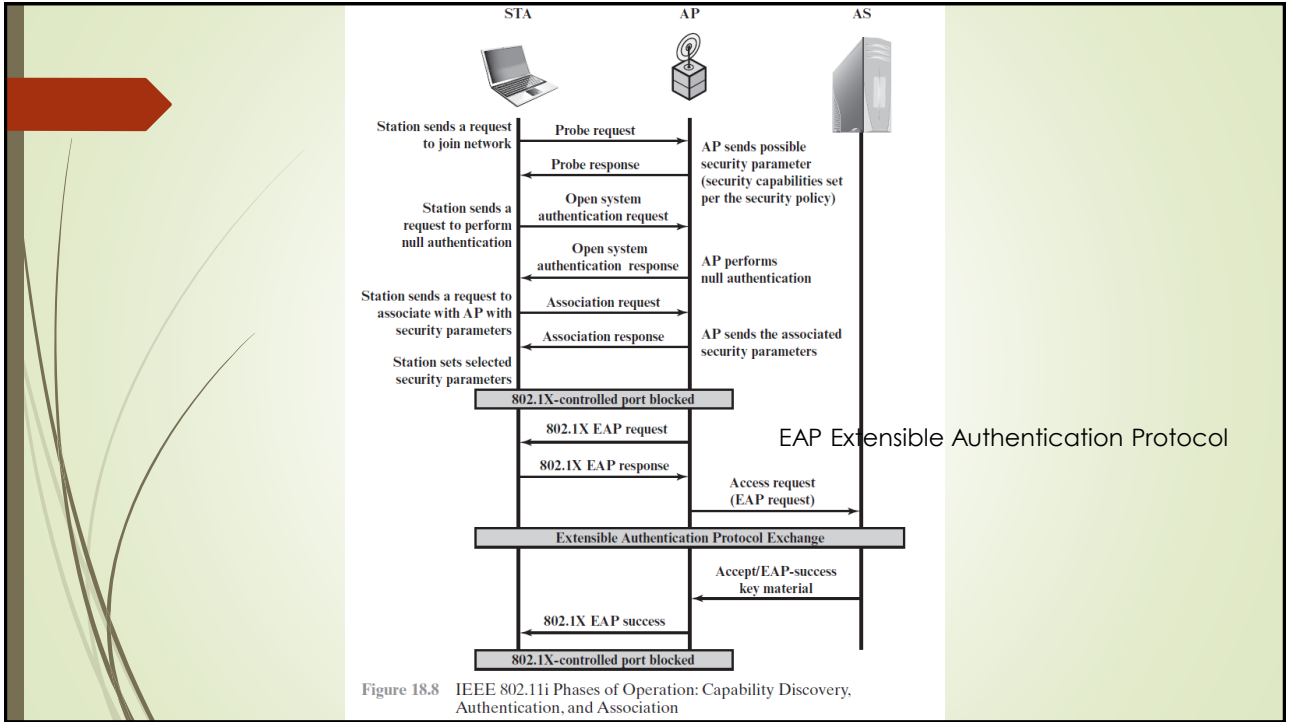 STA
AP
AS
Station sends a request
to join network
Probe request
Probe response
AP sends possible
security parameter
(security capabilities set
per the security policy)
Station sends a
request to perform
null authentication
Open system
authentication request
Open system
authentication response
AP performs
null authentication
Station sends a request to
associate with AP with
security parameters
Association request
Association response
AP sends the associated
security parameters
Station sets selected
security parameters
802.1X-controlled port blocked
802.1X EAP request
EAP Extensible Authentication Protocol
802.1X EAP response
Access request
(EAP request)
Extensible Authentication Protocol Exchange
Accept/EAP-success
key material
802.1X EAP success
802.1X-controlled port blocked
Figure 18.8 IEEE 802.11i Phases of Operation: Capability Discovery,
Authentication, and Association